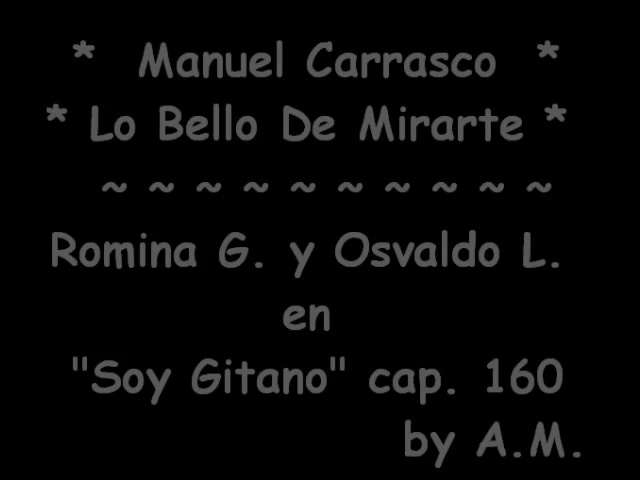 * Manuel Carrasco *
* Lo Bello De Mirarte *
~ ~ ~ ~ ~ ~ ~ ~ ~ ~
Romina G. y Osvaldo L.
en
"Soy Gitano" cap. 160
by A.M.